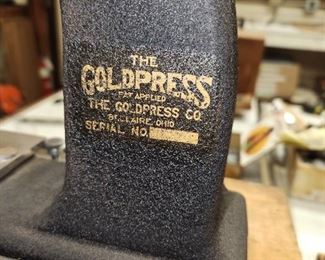 THE
GOLDPRESS
PAT. APPLIED
THE GOLDPRESS CO.
BELLAIRE, OHIO
SERIAL NO.